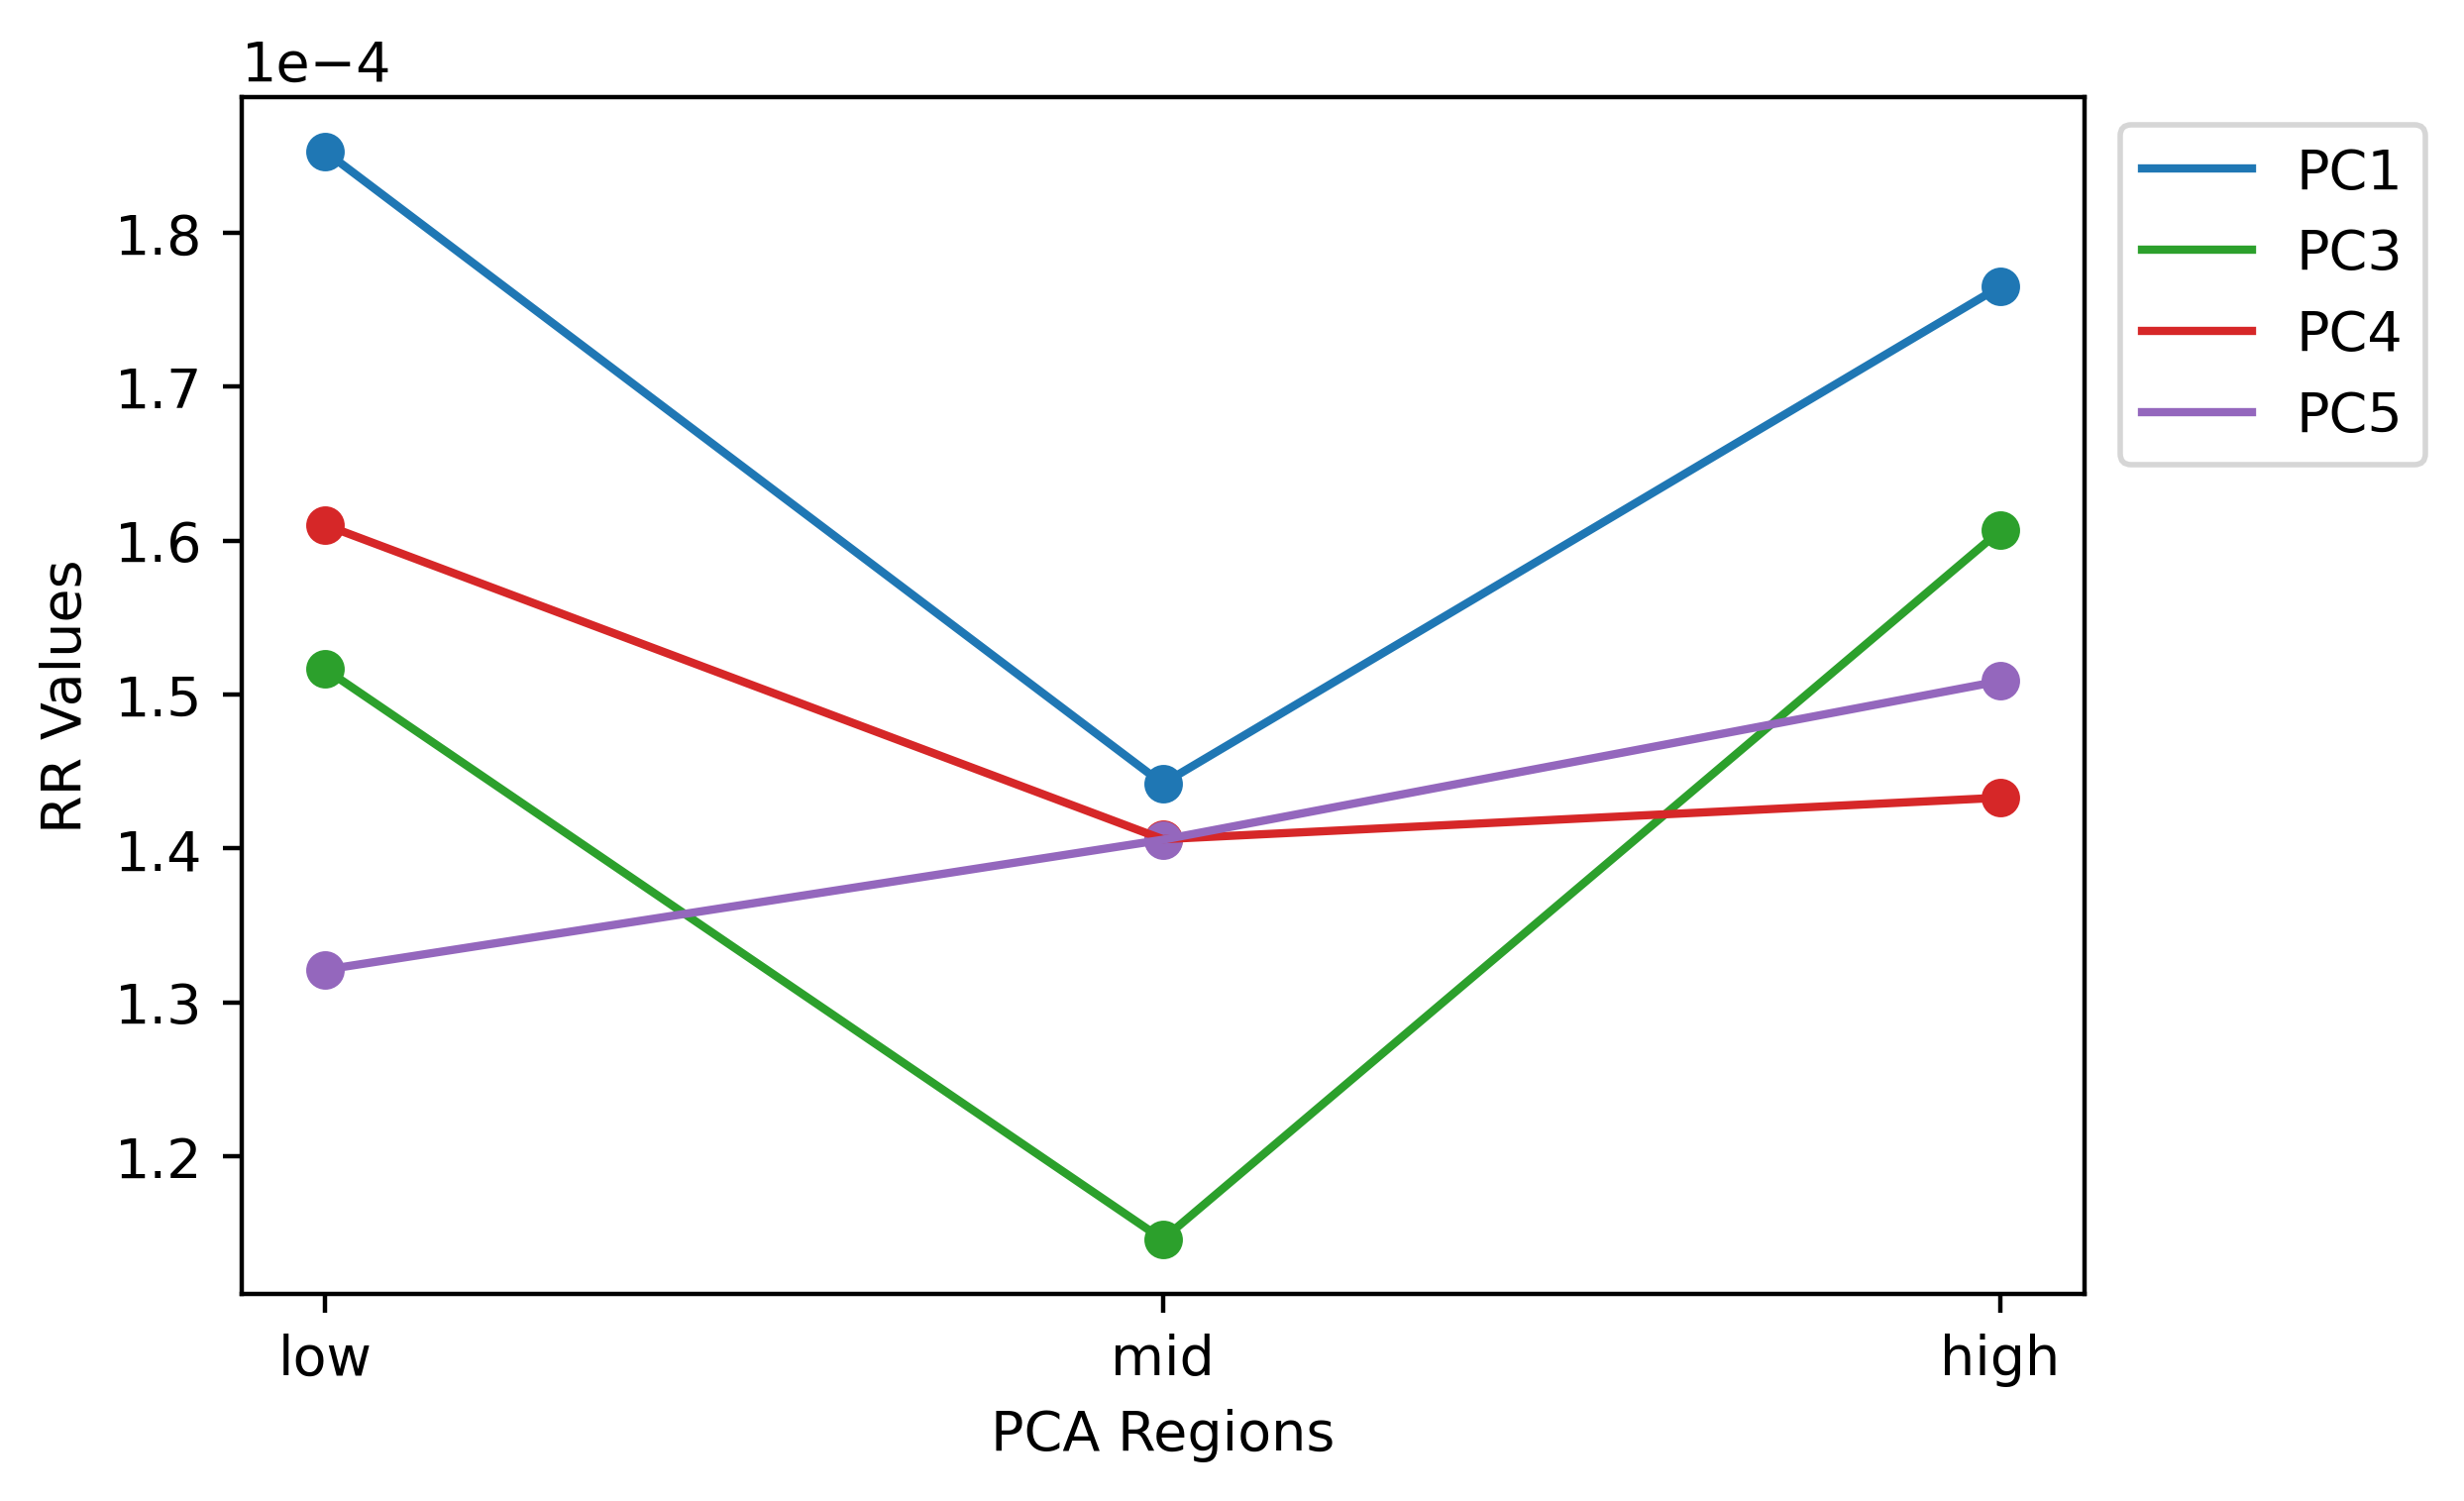 1e−4
1.8
1.7
1.6
1.5
1.4
1.3
1.2
RR Values
low
mid
high
PCA Regions
PC1
PC3
PC4
PC5